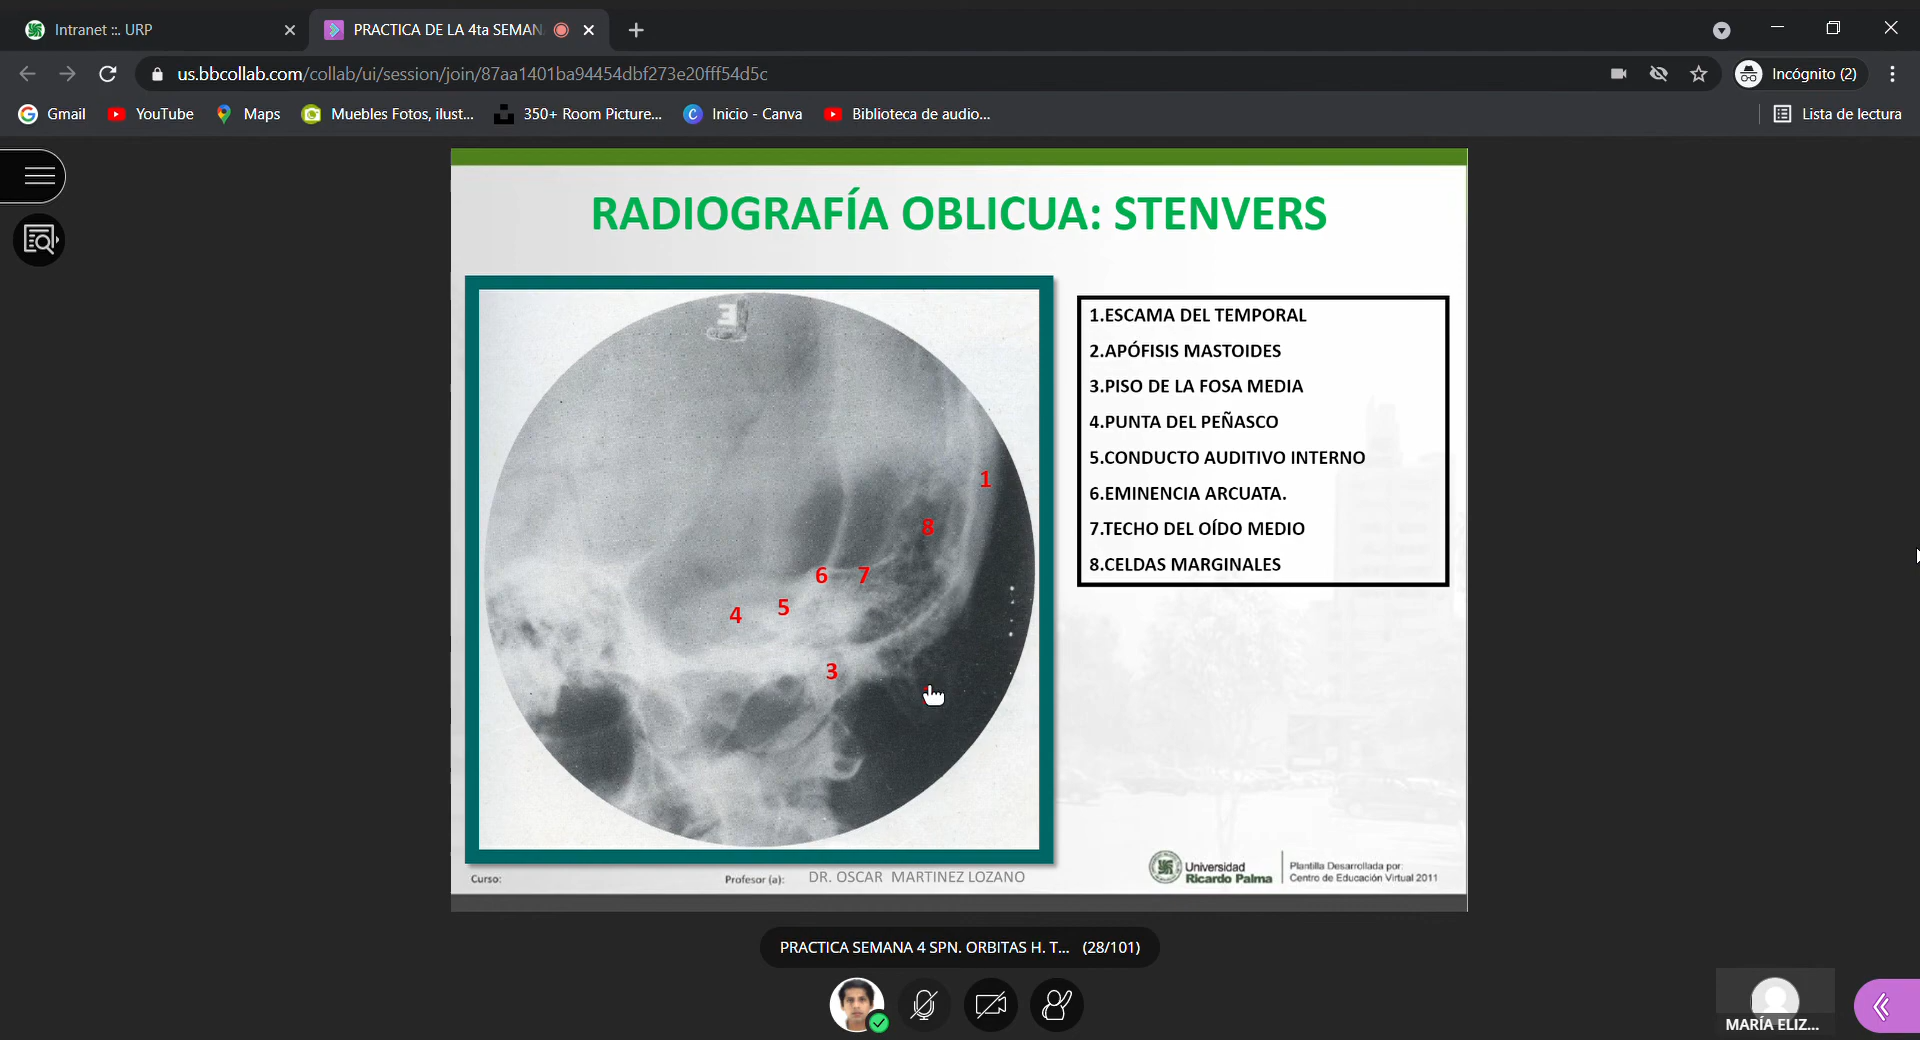 Intranet ::. URP
PRACTICA DE LA 4ta SEMAN
us.bbcollab.com/collab/ui/session/join/87aa1401ba94454dbf273e20fff54d5c
Incógnito (2)
Gmail
YouTube
Maps
Muebles Fotos, ilust...
350+ Room Picture...
Inicio - Canva
Biblioteca de audio...
Lista de lectura
RADIOGRAFÍA OBLICUA: STENVERS
E
1
8
6
7
5
4
3
1.ESCAMA DEL TEMPORAL
2.APÓFISIS MASTOIDES
3.PISO DE LA FOSA MEDIA
4.PUNTA DEL PEÑASCO
5.CONDUCTO AUDITIVO INTERNO
6.EMINENCIA ARCUATA.
7.TECHO DEL OÍDO MEDIO
8.CELDAS MARGINALES
Curso:
Profesor (a): DR. OSCAR MARTINEZ LOZANO
Universidad
Ricardo Palma
Plantilla Desarrollada por:
Centro de Educación Virtual 2011
PRACTICA SEMANA 4 SPN. ORBITAS H. T... (28/101)
MARÍA ELIZ...